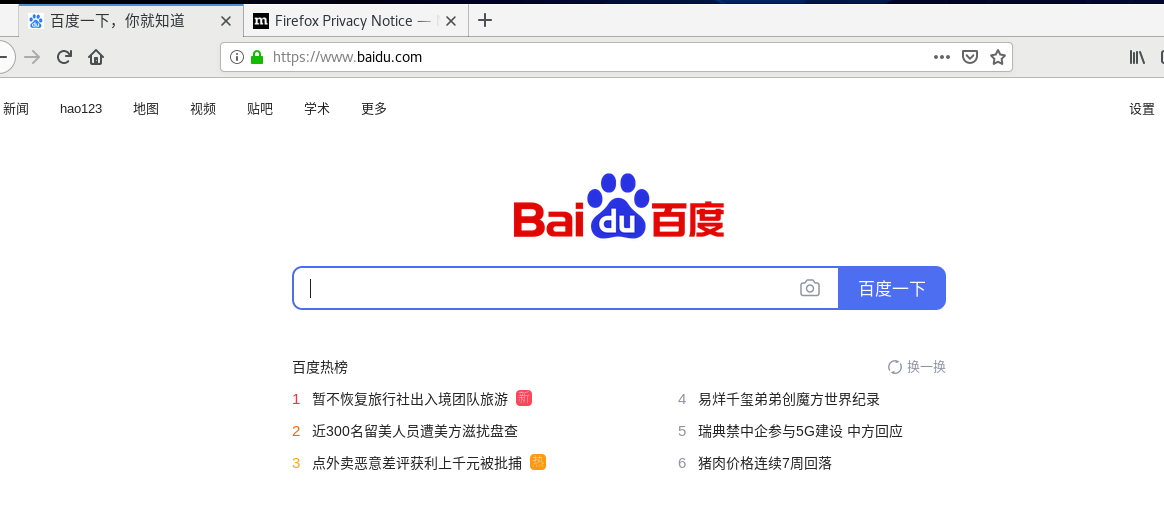 百度一下，你就知道
Firefox Privacy Notice —
https://www.baidu.com
新闻 hao123 地图 视频 贴吧 学术 更多 设置
Bai du 百度
百度一下
百度热榜 换一换
1 暂不恢复旅行社出入境团队旅游 新
4 易烊千玺弟弟创魔方世界纪录
2 近300名留美人员遭美方滋扰盘查
5 瑞典禁中企参与5G建设 中方回应
3 点外卖恶意差评获利上千元被批捕 热
6 猪肉价格连续7周回落